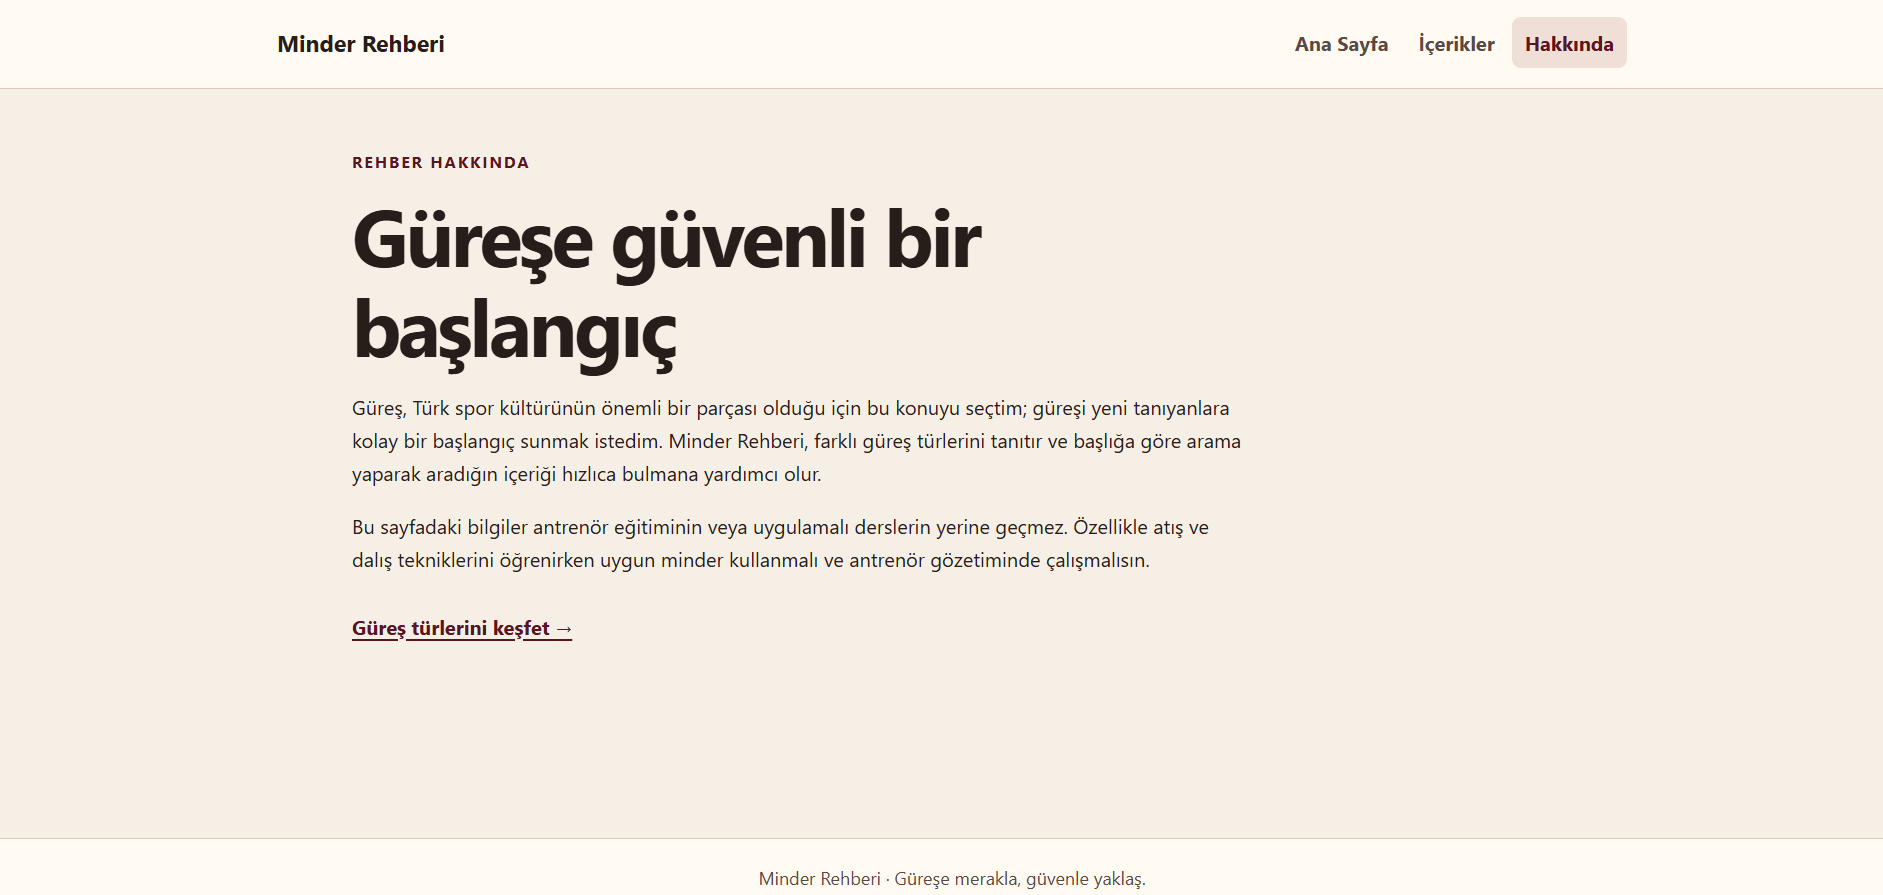 Minder Rehberi
Ana Sayfa
İçerikler
Hakkında
REHBER HAKKINDA
Güreşe güvenli bir
başlangıç
Güreş, Türk spor kültürünün önemli bir parçası olduğu için bu konuyu seçtim; güreşi yeni tanıyanlara
kolay bir başlangıç sunmak istedim. Minder Rehberi, farklı güreş türlerini tanıtır ve başlığa göre arama
yaparak aradığın içeriği hızlıca bulmana yardımcı olur.
Bu sayfadaki bilgiler antrenör eğitiminin veya uygulamalı derslerin yerine geçmez. Özellikle atış ve
dalış tekniklerini öğrenirken uygun minder kullanmalı ve antrenör gözetiminde çalışmalısın.
Güreş türlerini keşfet →
Minder Rehberi · Güreşe merakla, güvenle yaklaş.